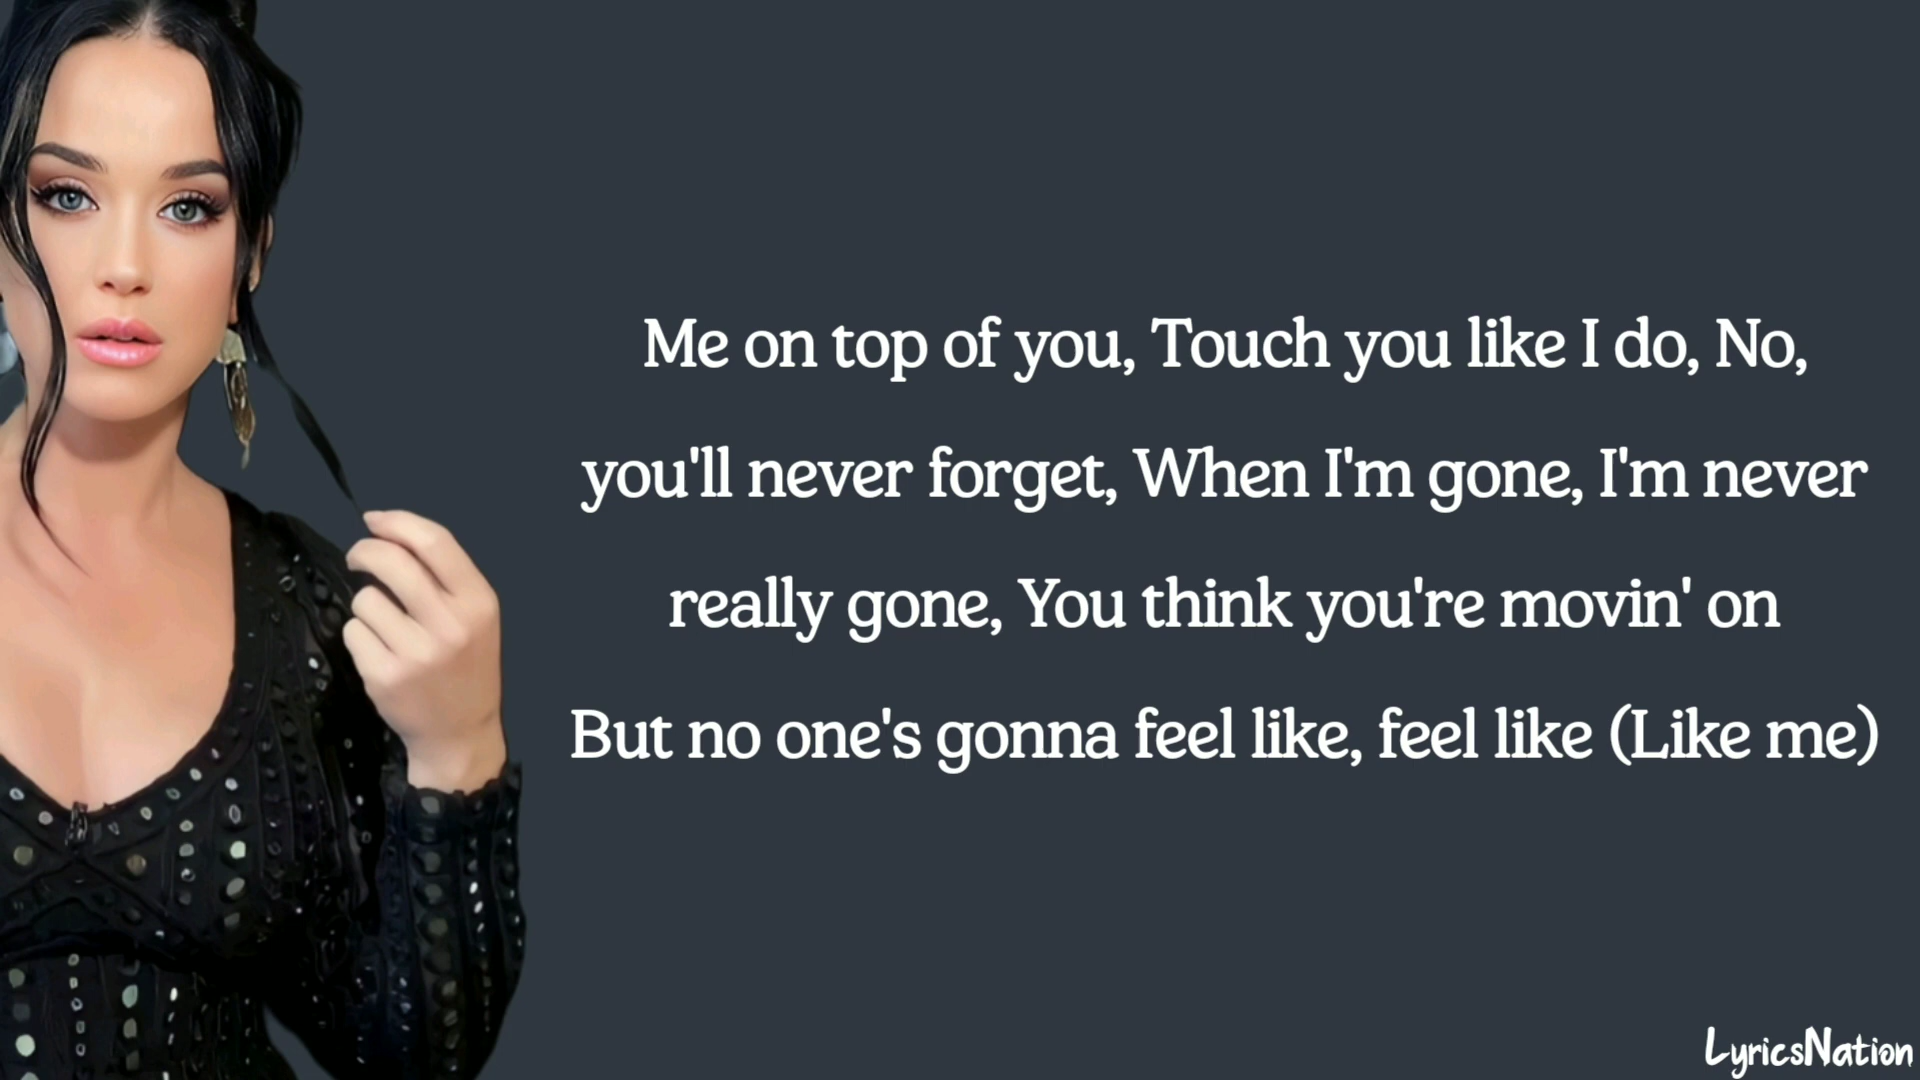 Me on top of you, Touch you like I do, No,
you'll never forget, When I'm gone, I'm never
really gone, You think you're movin' on
But no one's gonna feel like, feel like (Like me)
LyricsNation